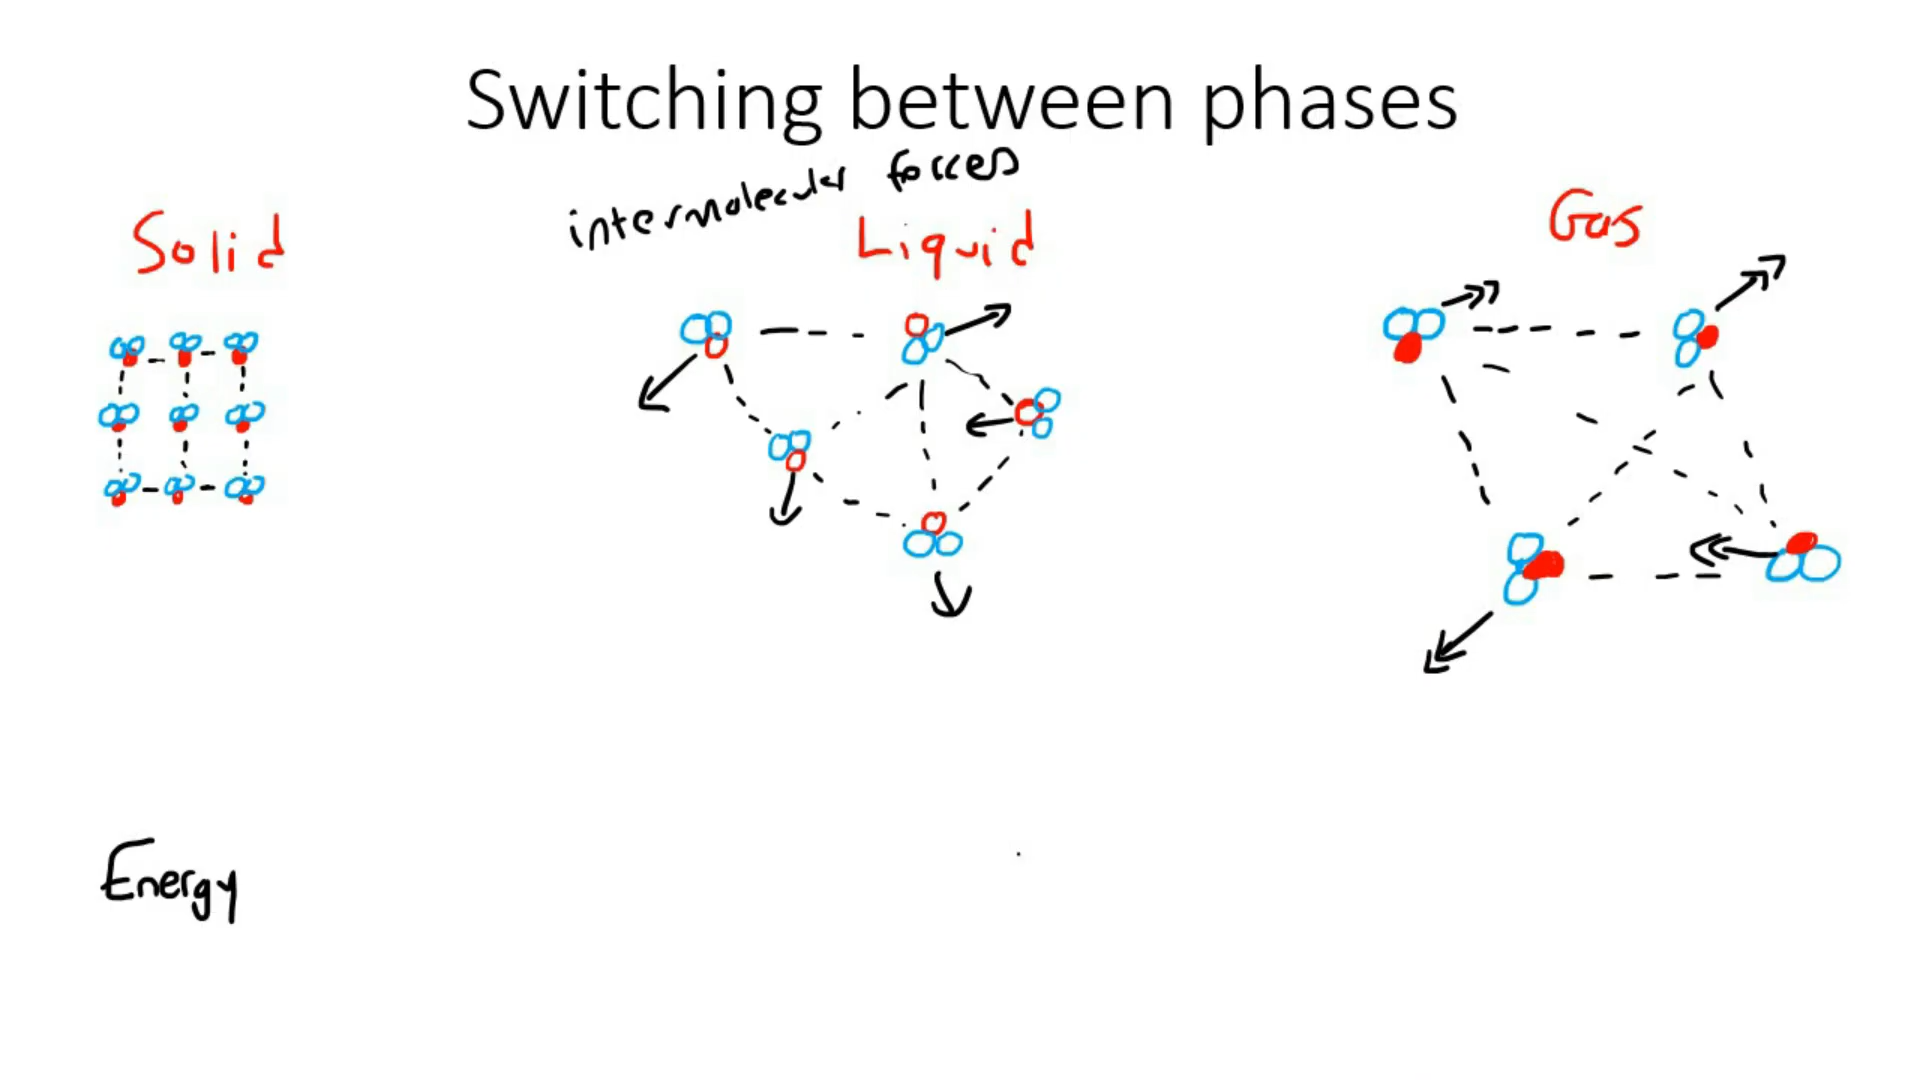 Switching between phases
intermolecular forces
Solid
Liquid
Gas
Energy